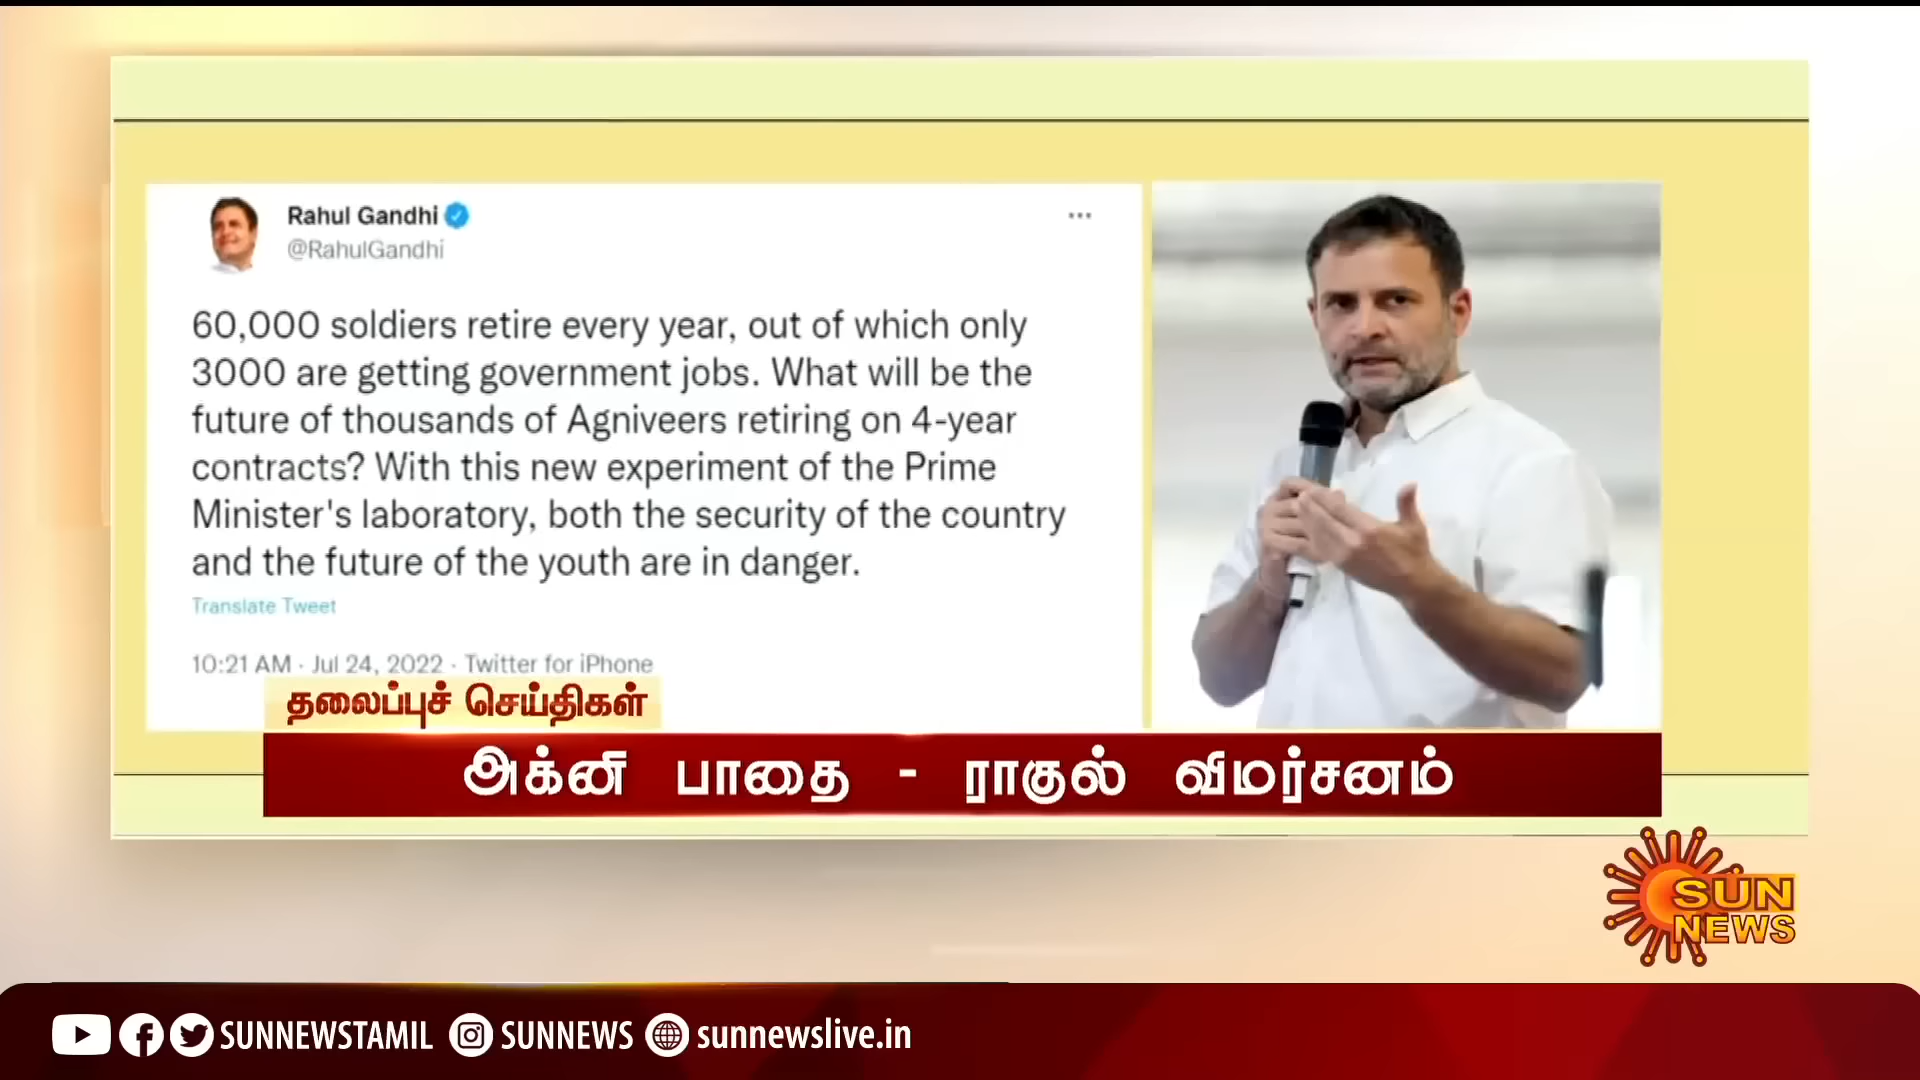 Rahul Gandhi
@RahulGandhi
60,000 soldiers retire every year, out of which only
3000 are getting government jobs. What will be the
future of thousands of Agniveers retiring on 4-year
contracts? With this new experiment of the Prime
Minister's laboratory, both the security of the country
and the future of the youth are in danger.
Translate Tweet
10:21 AM · Jul 24, 2022 · Twitter for iPhone
தலைப்புச் செய்திகள்
அக்னி பாதை - ராகுல் விமர்சனம்
SUN
NEWS
SUNNEWSTAMIL SUNNEWS sunnewslive.in